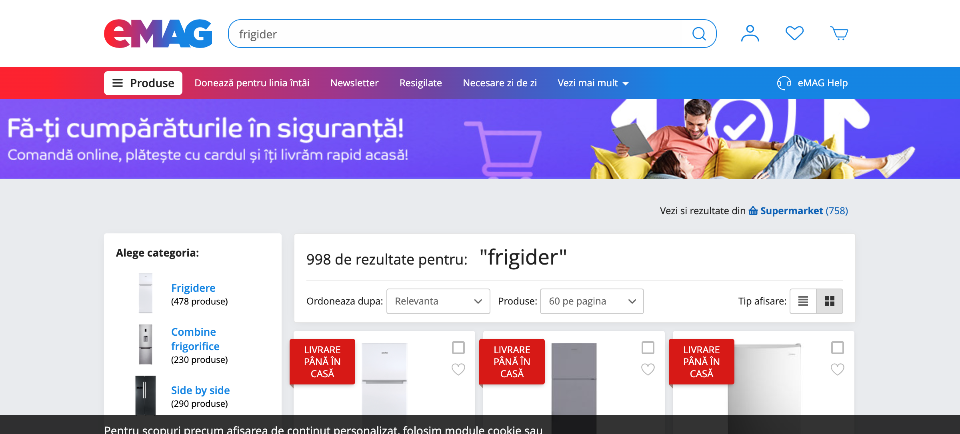 eMAG
frigider
Produse
Donează pentru linia întâi
Newsletter
Resigilate
Necesare zi de zi
Vezi mai mult
eMAG Help
Fă-ți cumpărăturile în siguranță!
Comandă online, plătește cu cardul și îți livrăm rapid acasă!
Vezi si rezultate din Supermarket (758)
Alege categoria:
Frigidere
(478 produse)
Combine
frigorifice
(230 produse)
Side by side
(290 produse)
998 de rezultate pentru: "frigider"
Ordoneaza dupa: Relevanta
Produse: 60 pe pagina
Tip afisare:
LIVRARE
PÂNĂ ÎN
CASĂ
LIVRARE
PÂNĂ ÎN
CASĂ
LIVRARE
PÂNĂ ÎN
CASĂ
Pentru scopuri precum afișarea de conținut personalizat, folosim module cookie sau